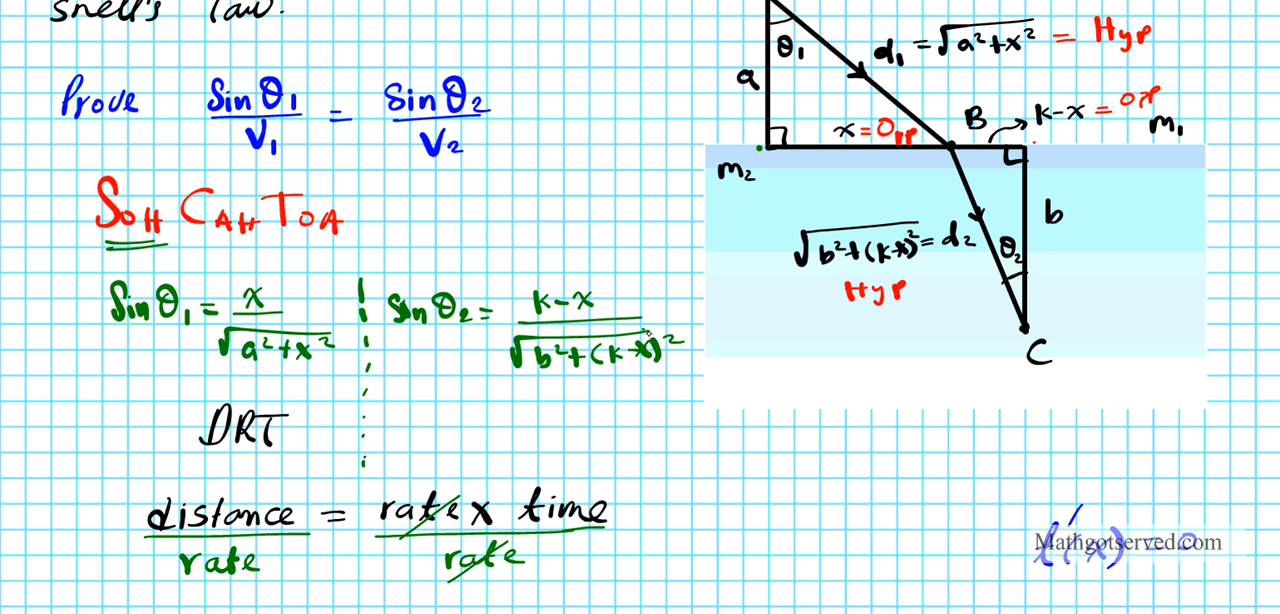 snell's law.
Prove Sinθ1/V1 = Sinθ2/V2
SOH CAH TOA
Sinθ1 = x/√(a²+x²)
Sinθ2 = (k-x)/√(b²+(k-x)²)
DRT
distance/rate = rate x time/rate
θ1
d1 = √(a²+x²) = Hyp
a
x = Opp
B
k-x = OP
m1
m2
b
√(b²+(k-x)²) = d2
Hyp
θ2
C
Mathgotserved.com